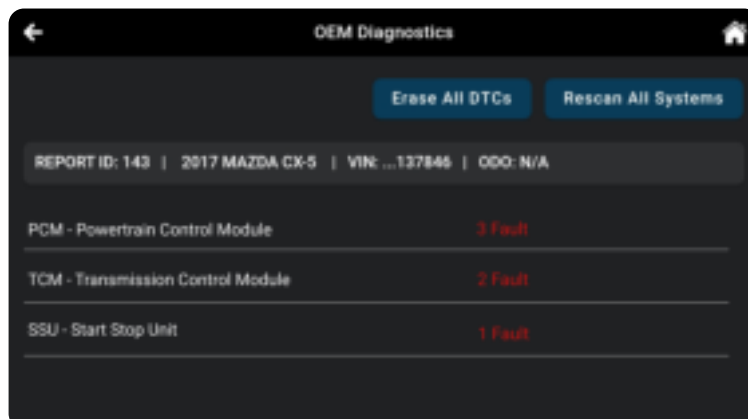 OEM Diagnostics
Erase All DTCs Rescan All Systems
REPORT ID: 143 | 2017 MAZDA CX-5 | VIN: ...137846 | ODO: N/A
PCM - Powertrain Control Module 3 Fault
TCM - Transmission Control Module 2 Fault
SSU - Start Stop Unit 1 Fault